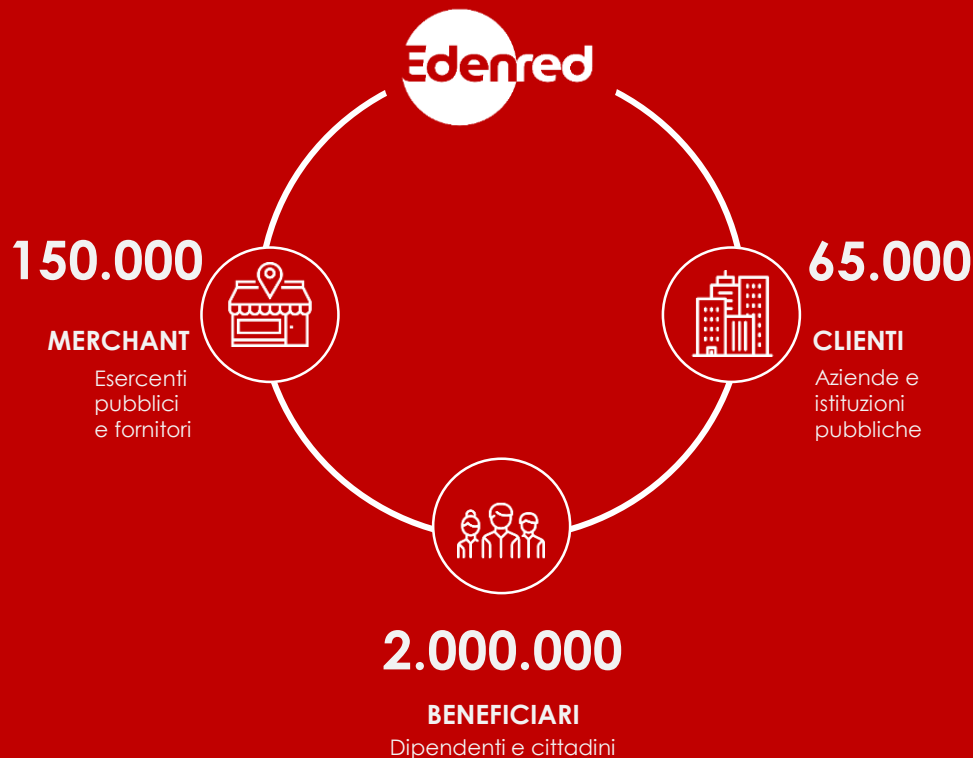 Edenred
150.000
MERCHANT
Esercenti
pubblici
e fornitori
65.000
CLIENTI
Aziende e
istituzioni
pubbliche
2.000.000
BENEFICIARI
Dipendenti e cittadini